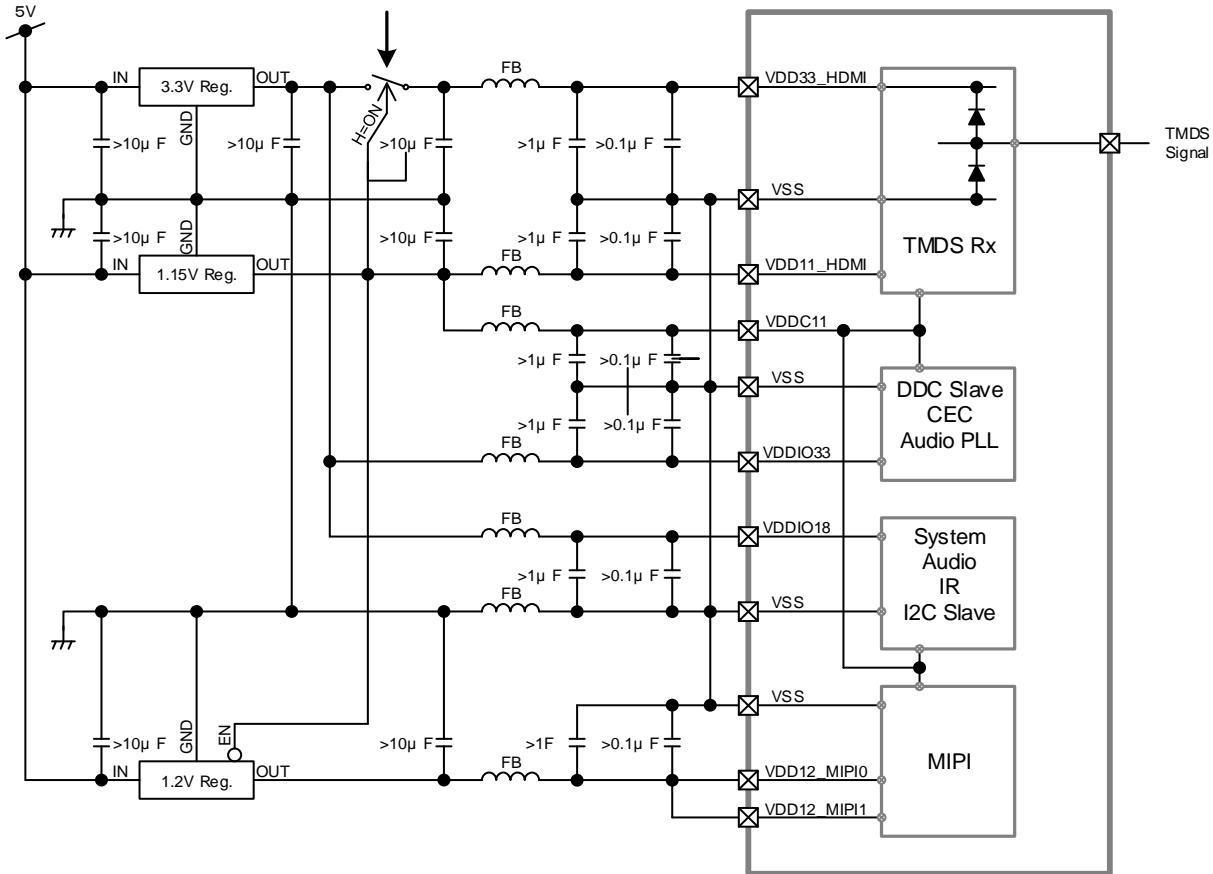 5V
IN
3.3V Reg.
OUT
GND
>10µ F
>10µ F
H=ON
>10µ F
FB
>1µ F
>0.1µ F
VDD33_HDMI
TMDS
Signal
VSS
TMDS Rx
>10µ F
GND
IN
1.15V Reg.
OUT
>10µ F
FB
>1µ F
>0.1µ F
VDD11_HDMI
FB
>1µ F
>0.1µ F
VDDC11
VSS
DDC Slave
CEC
Audio PLL
>1µ F
>0.1µ F
FB
VDDIO33
FB
>1µ F
>0.1µ F
VDDIO18
System
Audio
IR
I2C Slave
FB
VSS
VSS
>10µ F
GND
EN
>10µ F
>1F
>0.1µ F
IN
1.2V Reg.
OUT
FB
VDD12_MIPI0
VDD12_MIPI1
MIPI